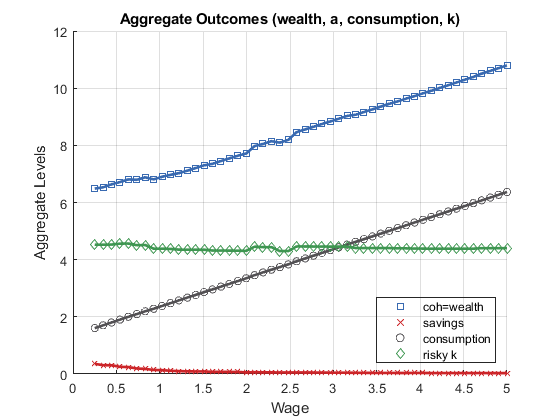 Aggregate Outcomes (wealth, a, consumption, k)
12
10
8
6
4
2
0
Aggregate Levels
coh=wealth
savings
consumption
risky k
0 0.5 1 1.5 2 2.5 3 3.5 4 4.5 5
Wage